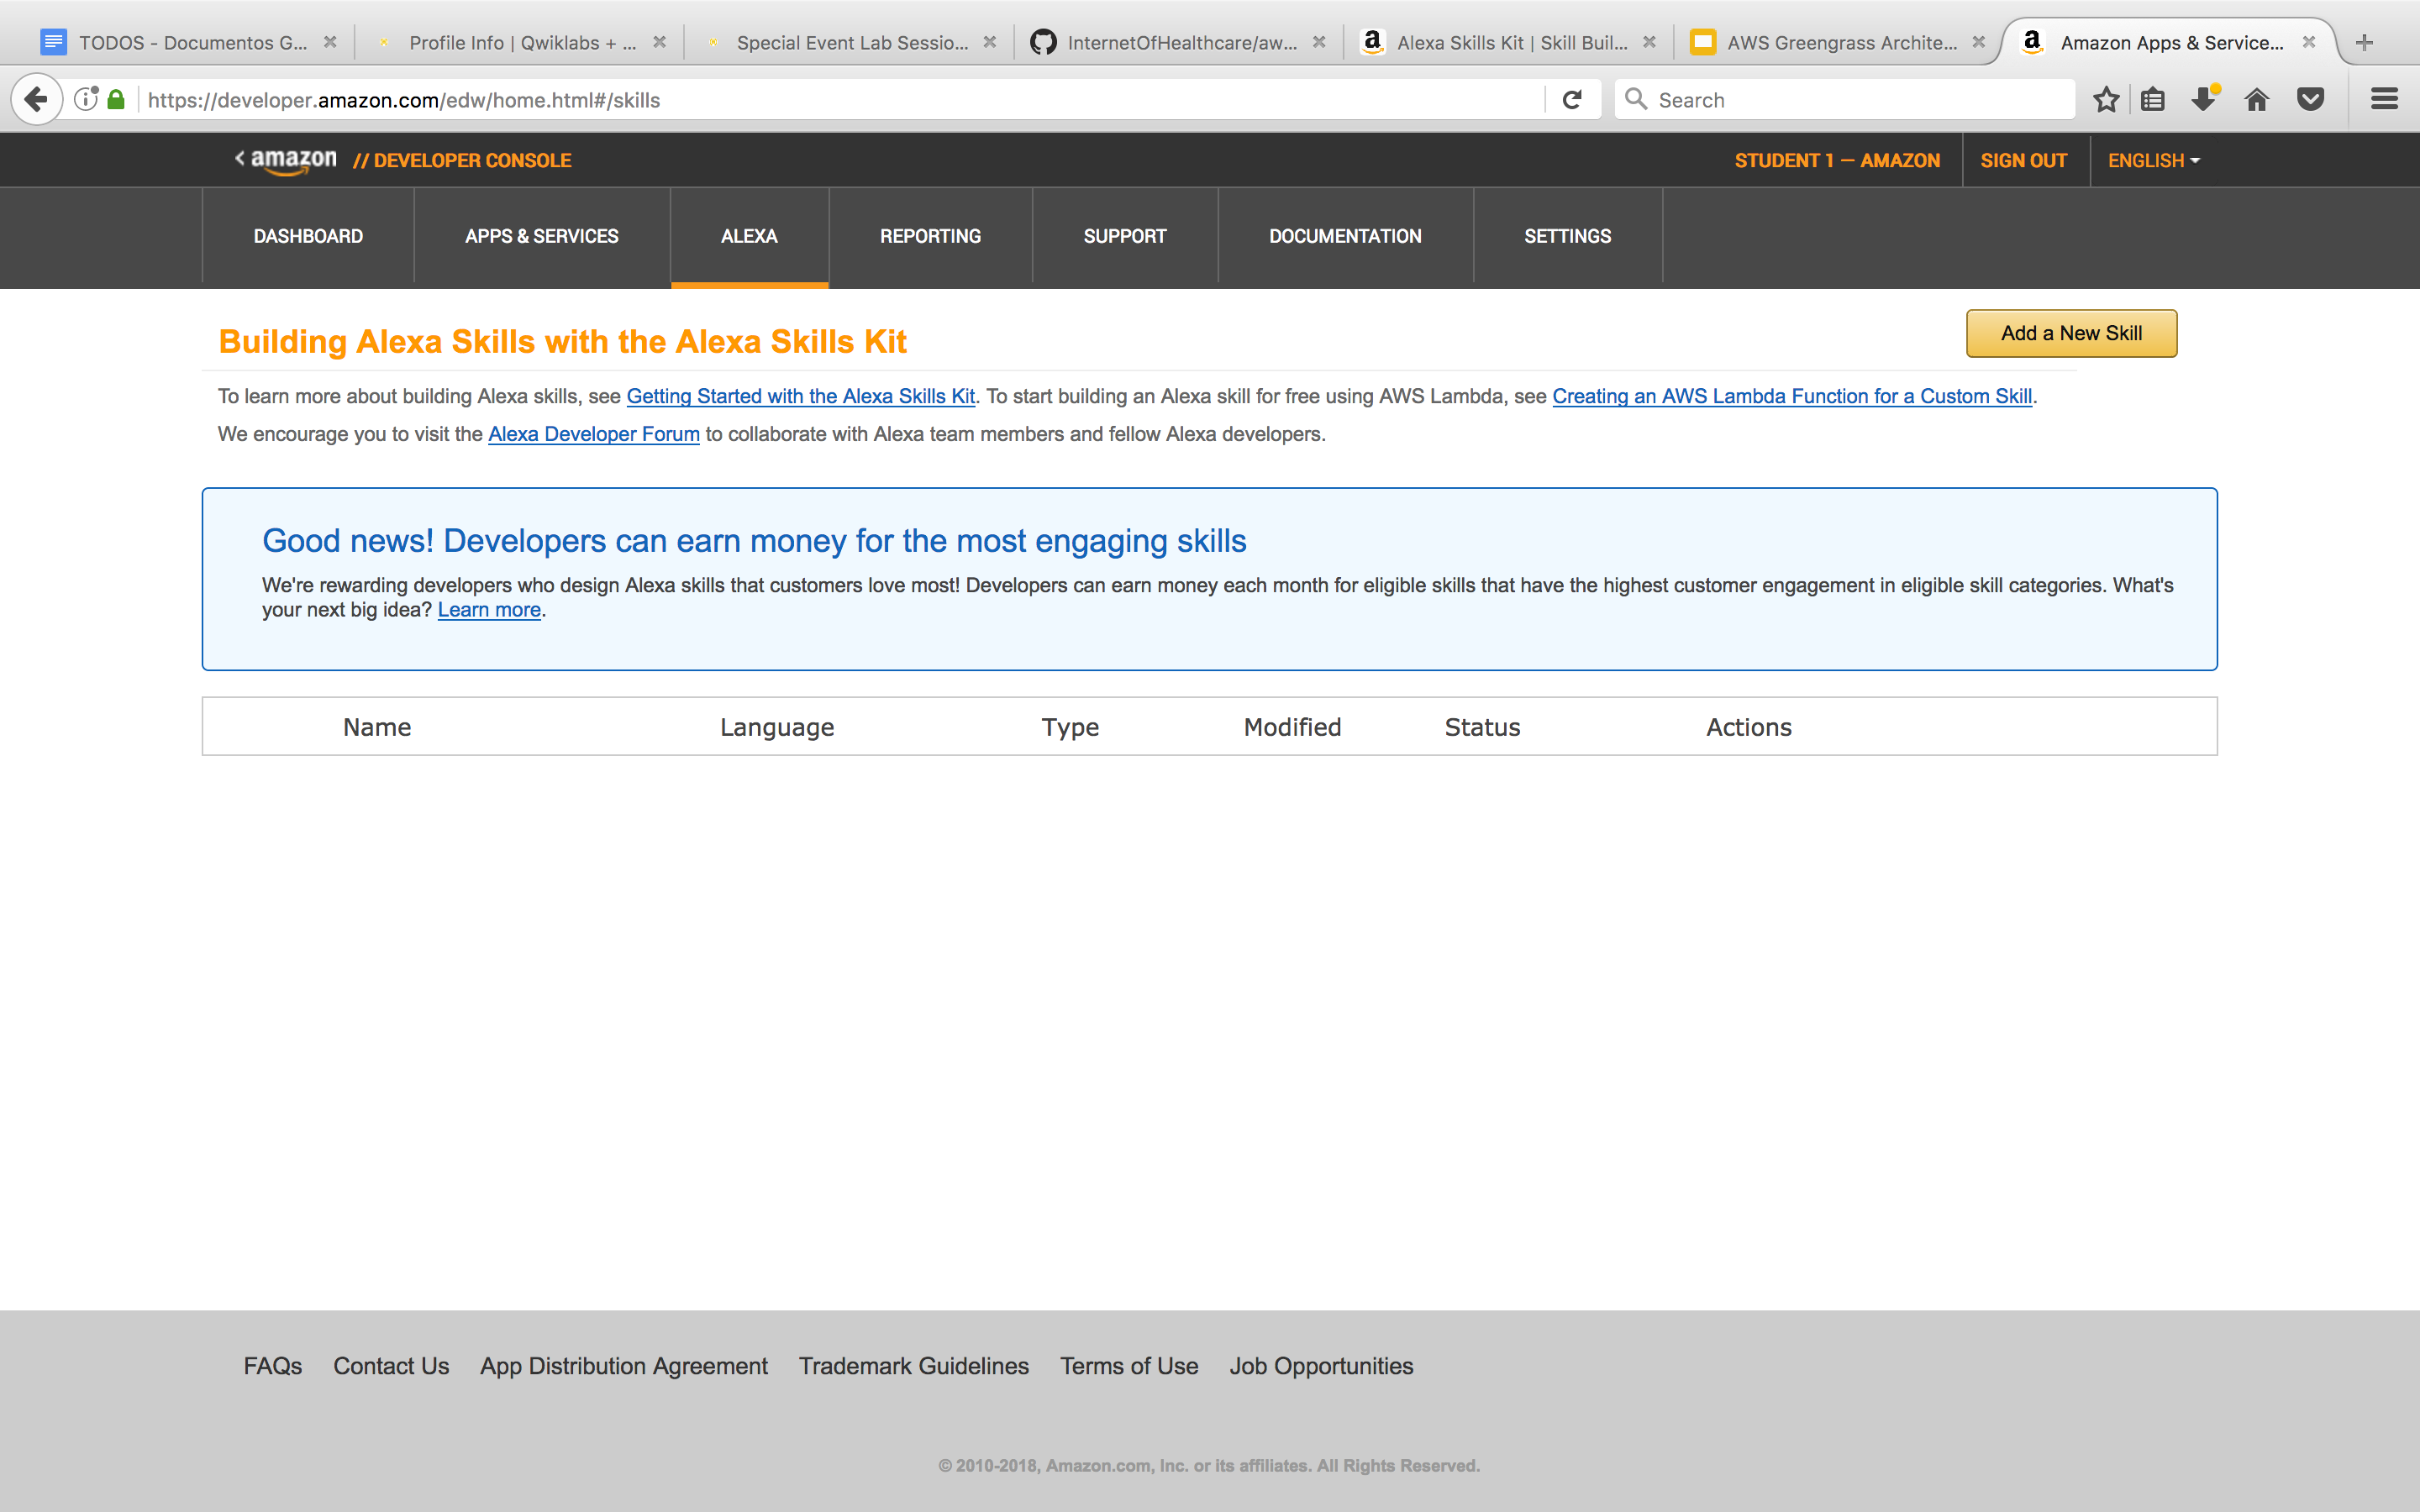 TODOS - Documentos G...
Profile Info | Qwiklabs + ...
Special Event Lab Sessio...
InternetOfHealthcare/aw...
Alexa Skills Kit | Skill Buil...
AWS Greengrass Archite...
Amazon Apps & Service...
https://developer.amazon.com/edw/home.html#/skills
Search
< amazon // DEVELOPER CONSOLE
STUDENT 1 — AMAZON
SIGN OUT
ENGLISH
DASHBOARD
APPS & SERVICES
ALEXA
REPORTING
SUPPORT
DOCUMENTATION
SETTINGS
Building Alexa Skills with the Alexa Skills Kit
Add a New Skill
To learn more about building Alexa skills, see Getting Started with the Alexa Skills Kit. To start building an Alexa skill for free using AWS Lambda, see Creating an AWS Lambda Function for a Custom Skill.
We encourage you to visit the Alexa Developer Forum to collaborate with Alexa team members and fellow Alexa developers.
Good news! Developers can earn money for the most engaging skills
We're rewarding developers who design Alexa skills that customers love most! Developers can earn money each month for eligible skills that have the highest customer engagement in eligible skill categories. What's
your next big idea? Learn more.
Name
Language
Type
Modified
Status
Actions
FAQs
Contact Us
App Distribution Agreement
Trademark Guidelines
Terms of Use
Job Opportunities
© 2010-2018, Amazon.com, Inc. or its affiliates. All Rights Reserved.